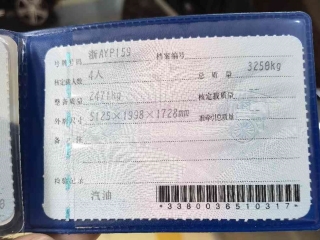 号牌号码 浙AYP159 档案编号
核定载人数 4人 总质量 3258kg
整备质量 2471kg 核定载质量 --
外廓尺寸 5125×1998×1728mm 准牵引总质量 --
备注
检验记录
汽油
*3380036510317*